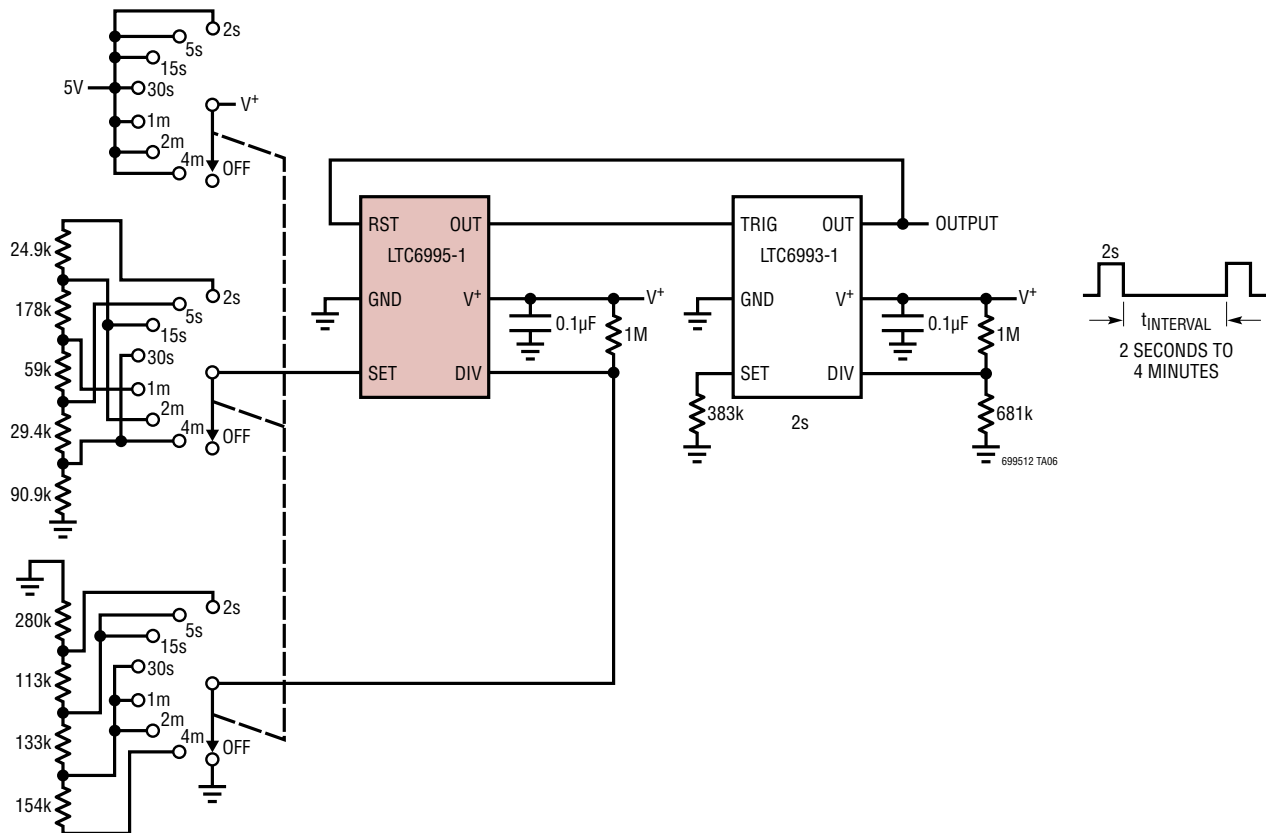 2s
5s
15s
5V
30s
V+
1m
2m
4m
OFF
24.9k
178k
59k
29.4k
90.9k
2s
5s
15s
30s
1m
2m
4m
OFF
280k
113k
133k
154k
2s
5s
15s
30s
1m
2m
4m
OFF
RST
OUT
LTC6995-1
GND
V+
SET
DIV
V+
0.1µF
1M
TRIG
OUT
OUTPUT
LTC6993-1
GND
V+
SET
DIV
V+
0.1µF
1M
383k
2s
681k
699512 TA06
2s
tINTERVAL
2 SECONDS TO
4 MINUTES